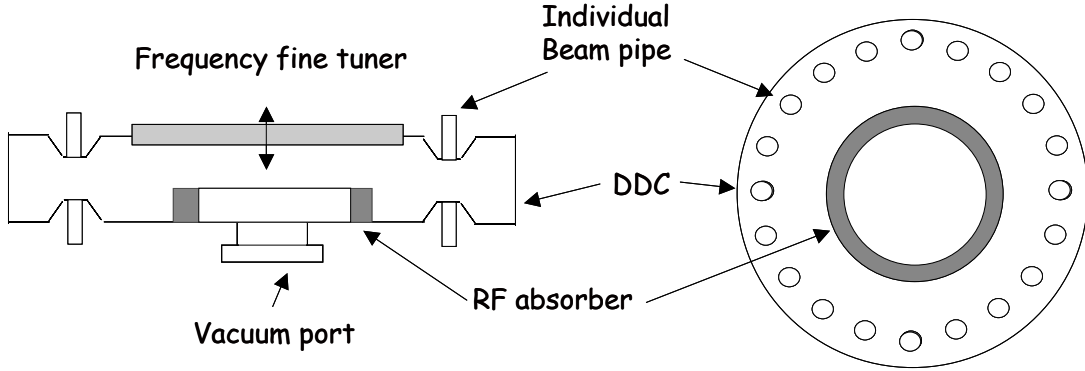 Individual
Beam pipe
Frequency fine tuner
DDC
RF absorber
Vacuum port